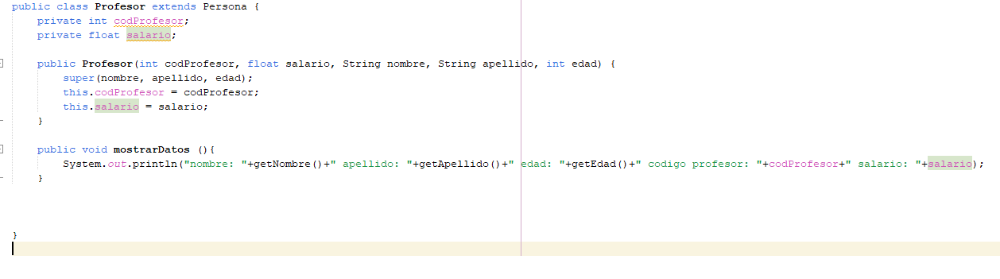 public class Profesor extends Persona {
private int codProfesor;
private float salario;
public Profesor(int codProfesor, float salario, String nombre, String apellido, int edad) {
super(nombre, apellido, edad);
this.codProfesor = codProfesor;
this.salario = salario;
}
public void mostrarDatos (){
System.out.println("nombre: "+getNombre()+" apellido: "+getApellido()+" edad: "+getEdad()+" codigo profesor: "+codProfesor+" salario: "+salario);
}
}